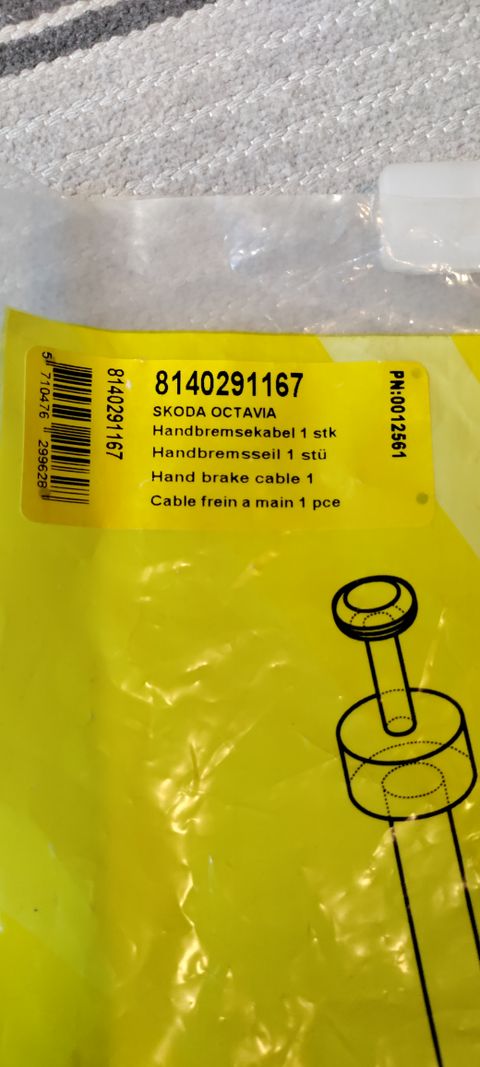 8140291167
SKODA OCTAVIA
Handbremsekabel 1 stk
Handbremsseil 1 stü
Hand brake cable 1
Cable frein a main 1 pce
PN:0012561
8140291167
5 710476 299628